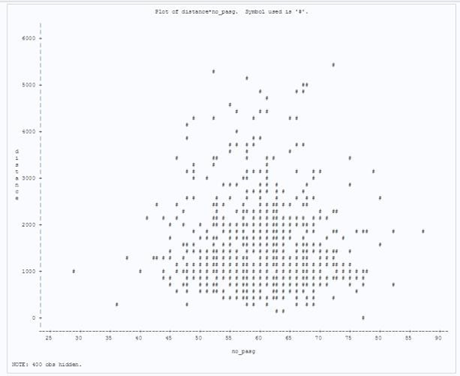 Plot of distance*no_pasg. Symbol used is '#'.
6000
5000
d
i
s
t
a
n
c
e
4000
3000
2000
1000
0
25 30 35 40 45 50 55 60 65 70 75 80 85 90
no_pasg
NOTE: 400 obs hidden.